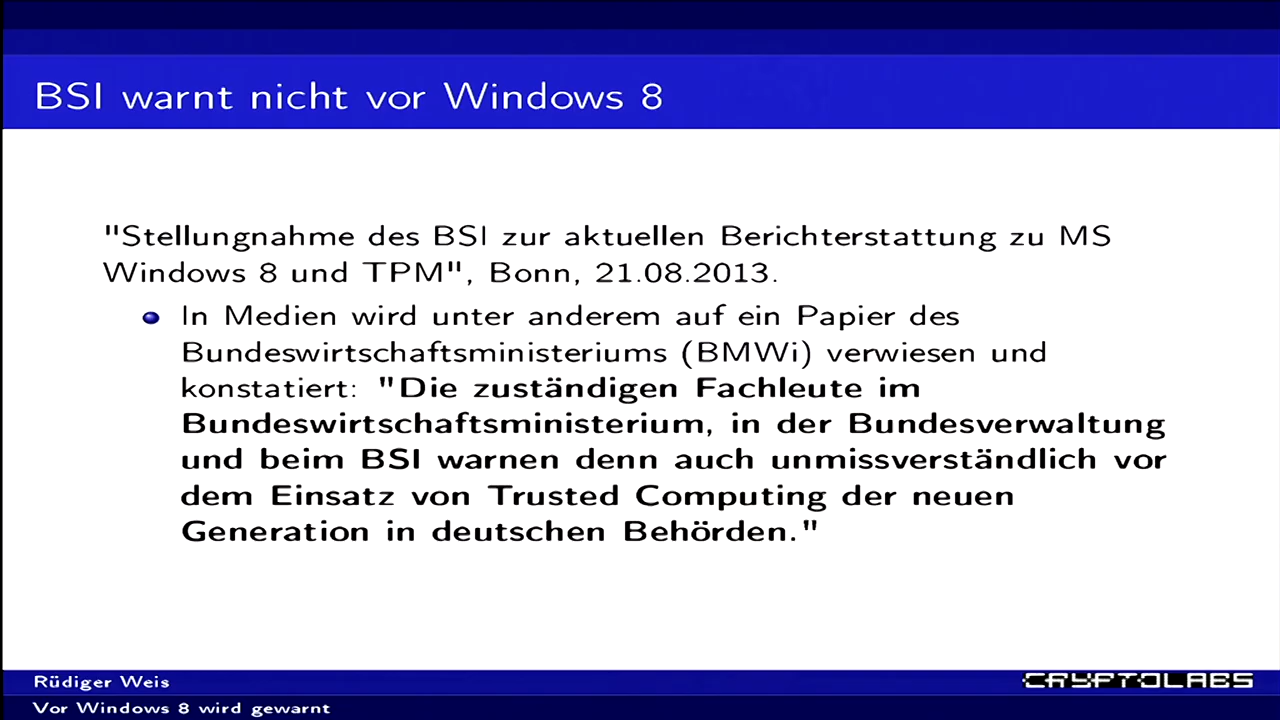 BSI warnt nicht vor Windows 8
"Stellungnahme des BSI zur aktuellen Berichterstattung zu MS
Windows 8 und TPM", Bonn, 21.08.2013.
In Medien wird unter anderem auf ein Papier des
Bundeswirtschaftsministeriums (BMWi) verwiesen und
konstatiert: "Die zuständigen Fachleute im
Bundeswirtschaftsministerium, in der Bundesverwaltung
und beim BSI warnen denn auch unmissverständlich vor
dem Einsatz von Trusted Computing der neuen
Generation in deutschen Behörden."
Rüdiger Weis
CRYPTOLABS
Vor Windows 8 wird gewarnt